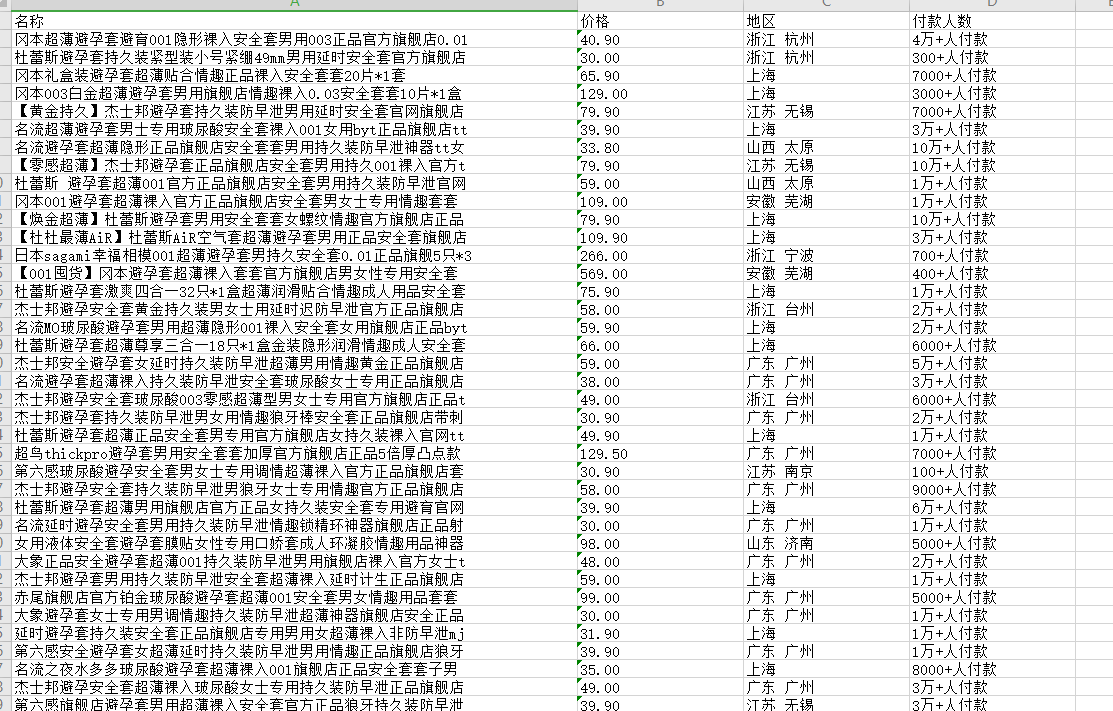 A B C D
名称 价格 地区 付款人数
冈本超薄避孕套避育001隐形裸入安全套男用003正品官方旗舰店0.01 40.90 浙江 杭州 4万+人付款
杜蕾斯避孕套持久装紧型装小号紧绷49mm男用延时安全套官方旗舰店 30.00 浙江 杭州 300+人付款
冈本礼盒装避孕套超薄贴合情趣正品裸入安全套套20片*1套 65.90 上海 7000+人付款
冈本003白金超薄避孕套男用旗舰店情趣裸入0.03安全套套10片*1盒 129.00 上海 3000+人付款
【黄金持久】杰士邦避孕套持久装防早泄男用延时安全套官网旗舰店 79.90 江苏 无锡 7000+人付款
名流超薄避孕套男士专用玻尿酸安全套裸入001女用byt正品旗舰店tt 39.90 上海 3万+人付款
名流避孕套超薄隐形正品旗舰店安全套套男用持久装防早泄神器tt女 33.80 山西 太原 10万+人付款
【零感超薄】杰士邦避孕套正品旗舰店安全套男用持久001裸入官方t 79.90 江苏 无锡 10万+人付款
杜蕾斯 避孕套超薄001官方正品旗舰店安全套男用持久装防早泄官网 59.00 山西 太原 1万+人付款
冈本001避孕套超薄裸入官方正品旗舰店安全套男女士专用情趣套套 109.00 安徽 芜湖 1万+人付款
【焕金超薄】杜蕾斯避孕套男用安全套套女螺纹情趣官方旗舰店正品 79.90 上海 10万+人付款
【杜杜最薄AiR】杜蕾斯AiR空气套超薄避孕套男用正品安全套旗舰店 109.90 上海 3万+人付款
日本sagami幸福相模001超薄避孕套男持久安全套0.01正品旗舰5只*3 266.00 浙江 宁波 700+人付款
【001囤货】冈本避孕套超薄裸入套套官方旗舰店男女性专用安全套 569.00 安徽 芜湖 400+人付款
杜蕾斯避孕套激爽四合一32只*1盒超薄润滑贴合情趣成人用品安全套 75.90 上海 1万+人付款
杰士邦避孕安全套黄金持久装男女士用延时迟防早泄官方正品旗舰店 58.00 浙江 台州 2万+人付款
名流MO玻尿酸避孕套男用超薄隐形001裸入安全套女用旗舰店正品byt 59.90 上海 2万+人付款
杜蕾斯避孕套超薄尊享三合一18只*1盒金装隐形润滑情趣成人安全套 66.00 上海 6000+人付款
杰士邦安全避孕套女延时持久装防早泄超薄男用情趣黄金正品旗舰店 59.00 广东 广州 5万+人付款
名流避孕套超薄裸入持久装防早泄安全套玻尿酸女士专用正品旗舰店 38.00 广东 广州 3万+人付款
杰士邦避孕安全套玻尿酸003零感超薄型男女士专用官方旗舰店正品t 49.00 浙江 台州 6000+人付款
杰士邦避孕套持久装防早泄男女用情趣狼牙棒安全套正品旗舰店带刺 30.90 广东 广州 2万+人付款
杜蕾斯避孕套超薄正品安全套男专用官方旗舰店女持久装裸入官网tt 49.90 上海 1万+人付款
超鸟thickpro避孕套男用安全套套加厚官方旗舰店正品5倍厚凸点款 129.50 广东 广州 7000+人付款
第六感玻尿酸避孕安全套男女士专用调情超薄裸入官方正品旗舰店套 30.90 江苏 南京 100+人付款
杰士邦避孕安全套持久装防早泄男狼牙女士专用情趣官方正品旗舰店 58.00 广东 广州 9000+人付款
杜蕾斯避孕套超薄男用旗舰店官方正品女持久装安全套专用避育官网 39.90 上海 6万+人付款
名流延时避孕安全套男用持久装防早泄情趣锁精环神器旗舰店正品射 30.00 广东 广州 1万+人付款
女用液体安全套避孕套膜贴女性专用口娇套成人环凝胶情趣用品神器 98.00 山东 济南 5000+人付款
大象正品安全避孕套超薄001持久装防早泄男用旗舰店裸入官方女士t 48.00 广东 广州 2万+人付款
杰士邦避孕套男用持久装防早泄安全套超薄裸入延时计生正品旗舰店 59.00 上海 1万+人付款
赤尾旗舰店官方铂金玻尿酸避孕套超薄001安全套男女情趣用品套套 99.00 广东 广州 5000+人付款
大象避孕套女士专用男调情趣持久装防早泄超薄神器旗舰店安全正品 30.00 广东 广州 1万+人付款
延时避孕套持久装安全套正品旗舰店专用男用女超薄裸入非防早泄mj 31.90 上海 1万+人付款
第六感安全避孕套女超薄延时持久装防早泄男用情趣正品旗舰店狼牙 39.90 广东 广州 1万+人付款
名流之夜水多多玻尿酸避孕套超薄裸入001旗舰店正品安全套套子男 35.00 上海 8000+人付款
杰士邦避孕安全套超薄裸入玻尿酸女士专用持久装防早泄正品旗舰店 49.00 广东 广州 3万+人付款
第六感旗舰店避孕套男用超薄裸入安全套官方正品狼牙持久装防早泄 39.90 江苏 无锡 3万+人付款